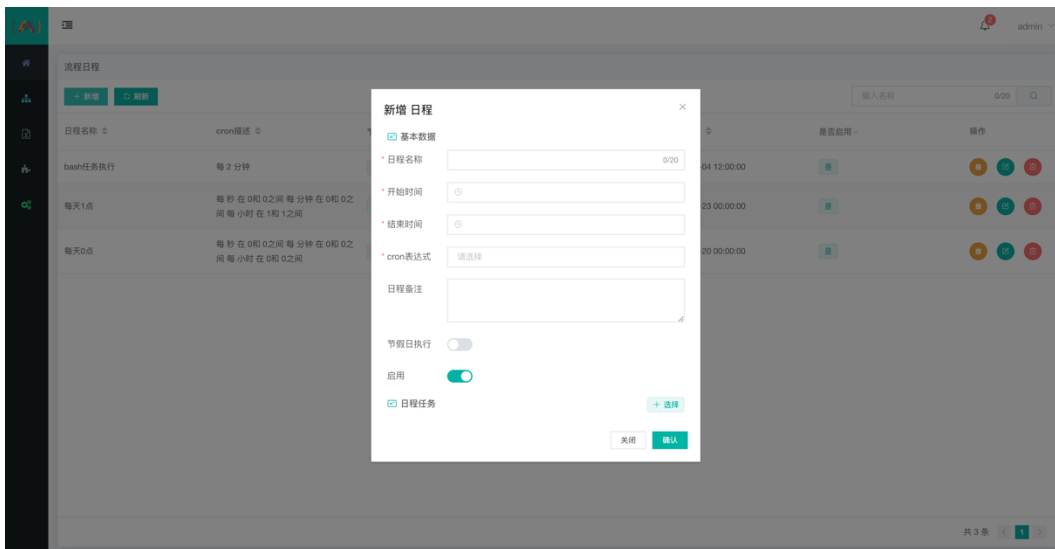 2
admin
流程日程
+ 新增
刷新
输入名称
0/20
日程名称
cron描述
是否启用
操作
bash任务执行
每 2 分钟
-04 12:00:00
是
每天1点
每 秒 在 0和 0之间 每 分钟 在 0和 0之
间 每 小时 在 1和 1之间
-23 00:00:00
是
每天0点
每 秒 在 0和 0之间 每 分钟 在 0和 0之
间 每 小时 在 0和 0之间
-20 00:00:00
是
新增 日程
基本数据
* 日程名称
0/20
* 开始时间
* 结束时间
* cron表达式
请选择
日程备注
节假日执行
启用
日程任务
+ 选择
关闭
确认
共 3 条
1